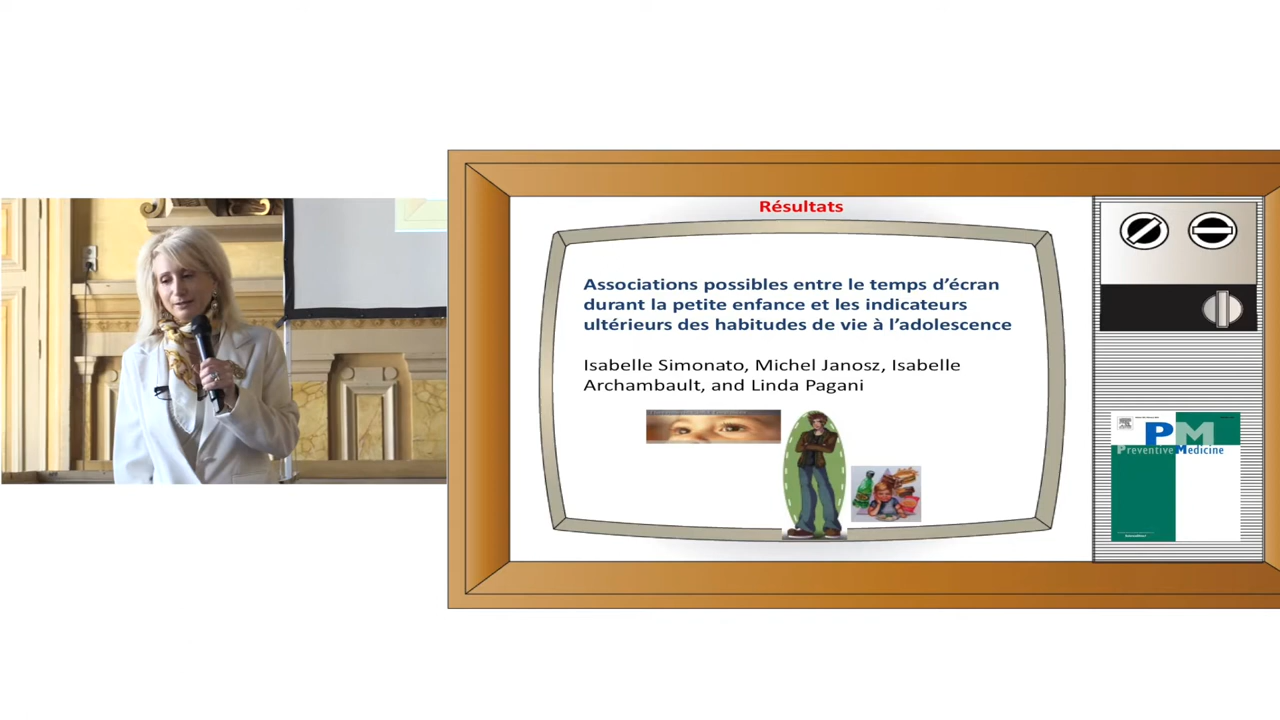 Résultats
Associations possibles entre le temps d’écran
durant la petite enfance et les indicateurs
ultérieurs des habitudes de vie à l’adolescence
Isabelle Simonato, Michel Janosz, Isabelle
Archambault, and Linda Pagani
PM
Preventive Medicine